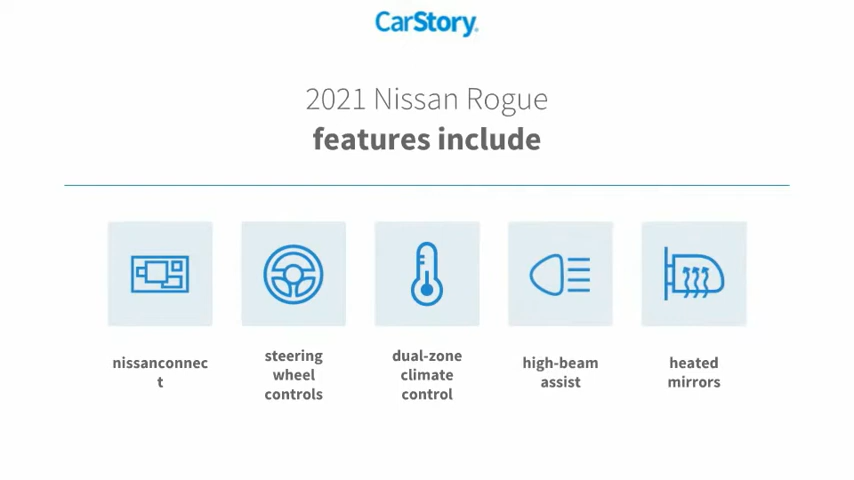 CarStory.
2021 Nissan Rogue
features include
nissanconnec
t
steering
wheel
controls
dual-zone
climate
control
high-beam
assist
heated
mirrors